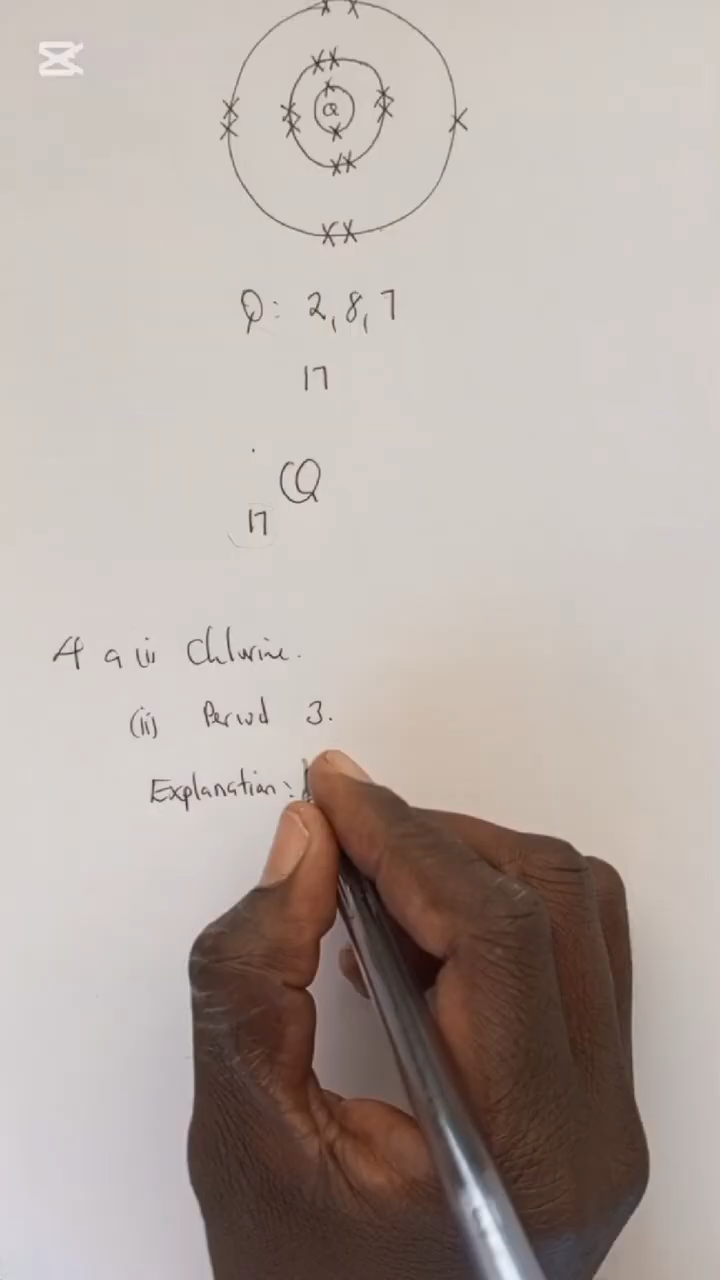 Q
Q: 2, 8, 7
17
Q
17
4 a (i) Chlorine.
(ii) Period 3.
Explanation: